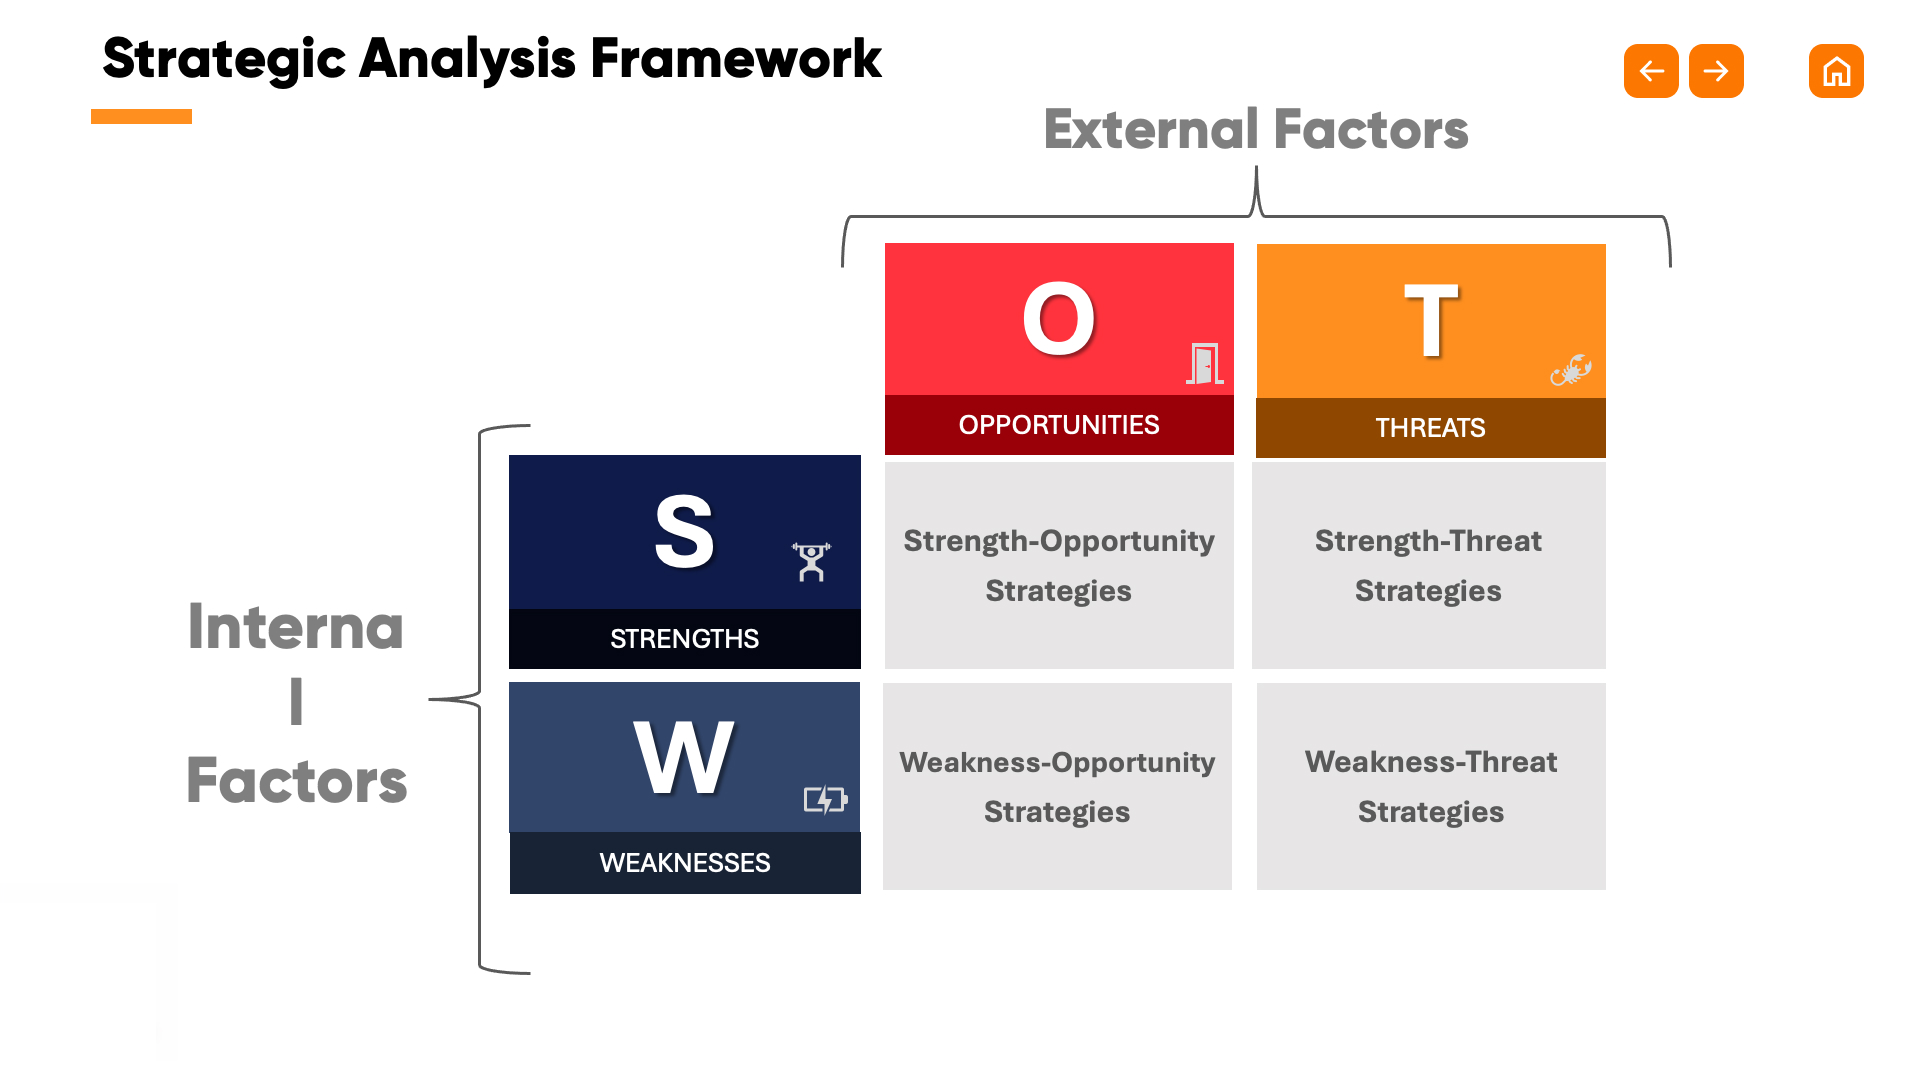 Strategic Analysis Framework
External Factors
O
T
OPPORTUNITIES
THREATS
S
STRENGTHS
Strength-Opportunity
Strategies
Strength-Threat
Strategies
Interna
l
Factors
W
WEAKNESSES
Weakness-Opportunity
Strategies
Weakness-Threat
Strategies